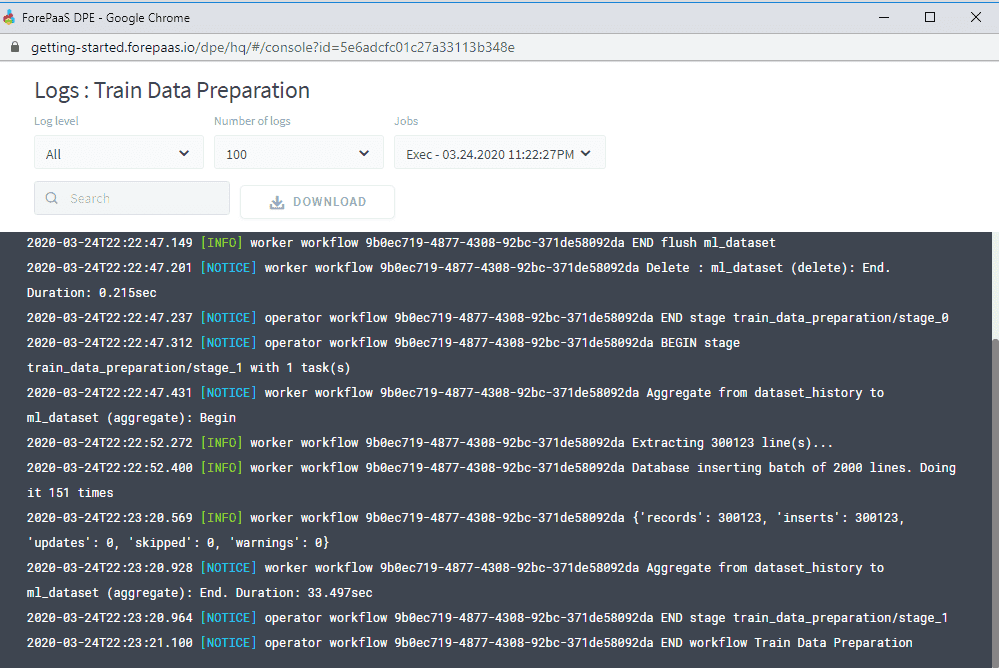 ForePaaS DPE - Google Chrome
getting-started.forepaas.io/dpe/hq/#/console?id=5e6adcfc01c27a33113b348e
Logs : Train Data Preparation
Log level
Number of logs
Jobs
All
100
Exec - 03.24.2020 11:22:27PM
Search
DOWNLOAD
2020-03-24T22:22:47.149 [INFO] worker workflow 9b0ec719-4877-4308-92bc-371de58092da END flush ml_dataset
2020-03-24T22:22:47.201 [NOTICE] worker workflow 9b0ec719-4877-4308-92bc-371de58092da Delete : ml_dataset (delete): End.
Duration: 0.215sec
2020-03-24T22:22:47.237 [NOTICE] operator workflow 9b0ec719-4877-4308-92bc-371de58092da END stage train_data_preparation/stage_0
2020-03-24T22:22:47.312 [NOTICE] operator workflow 9b0ec719-4877-4308-92bc-371de58092da BEGIN stage
train_data_preparation/stage_1 with 1 task(s)
2020-03-24T22:22:47.431 [NOTICE] worker workflow 9b0ec719-4877-4308-92bc-371de58092da Aggregate from dataset_history to
ml_dataset (aggregate): Begin
2020-03-24T22:22:52.272 [INFO] worker workflow 9b0ec719-4877-4308-92bc-371de58092da Extracting 300123 line(s)...
2020-03-24T22:22:52.400 [INFO] worker workflow 9b0ec719-4877-4308-92bc-371de58092da Database inserting batch of 2000 lines. Doing
it 151 times
2020-03-24T22:23:20.569 [INFO] worker workflow 9b0ec719-4877-4308-92bc-371de58092da {'records': 300123, 'inserts': 300123,
'updates': 0, 'skipped': 0, 'warnings': 0}
2020-03-24T22:23:20.928 [NOTICE] worker workflow 9b0ec719-4877-4308-92bc-371de58092da Aggregate from dataset_history to
ml_dataset (aggregate): End. Duration: 33.497sec
2020-03-24T22:23:20.964 [NOTICE] operator workflow 9b0ec719-4877-4308-92bc-371de58092da END stage train_data_preparation/stage_1
2020-03-24T22:23:21.100 [NOTICE] operator workflow 9b0ec719-4877-4308-92bc-371de58092da END workflow Train Data Preparation